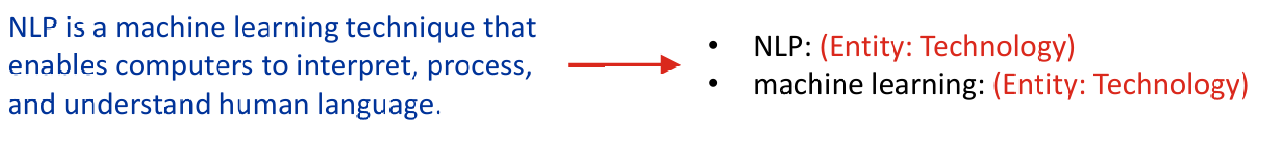 NLP is a machine learning technique that
enables computers to interpret, process,
and understand human language.
• NLP: (Entity: Technology)
• machine learning: (Entity: Technology)